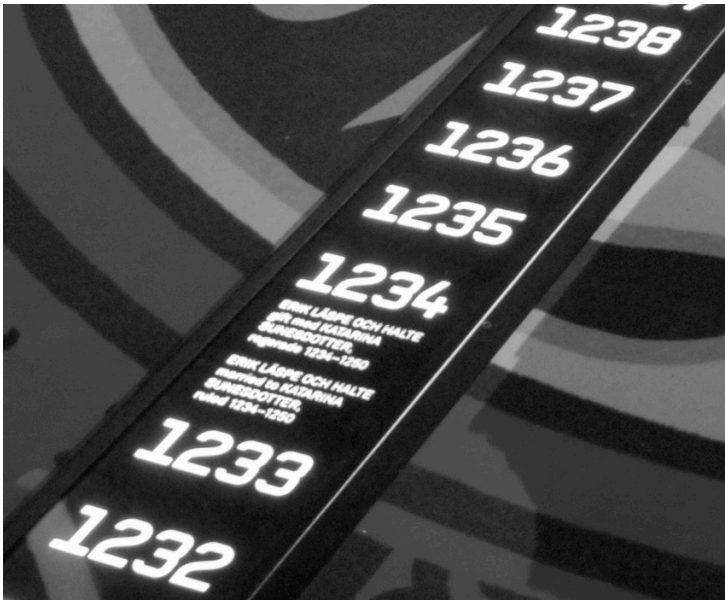 1238
1237
1236
1235
1234
ERIK LÄSPE OCH HALTE
gift med KATARINA
SUNESDOTTER,
regerade 1234–1250
ERIK LÄSPE OCH HALTE
married to KATARINA
SUNESDOTTER,
ruled 1234–1250
1233
1232